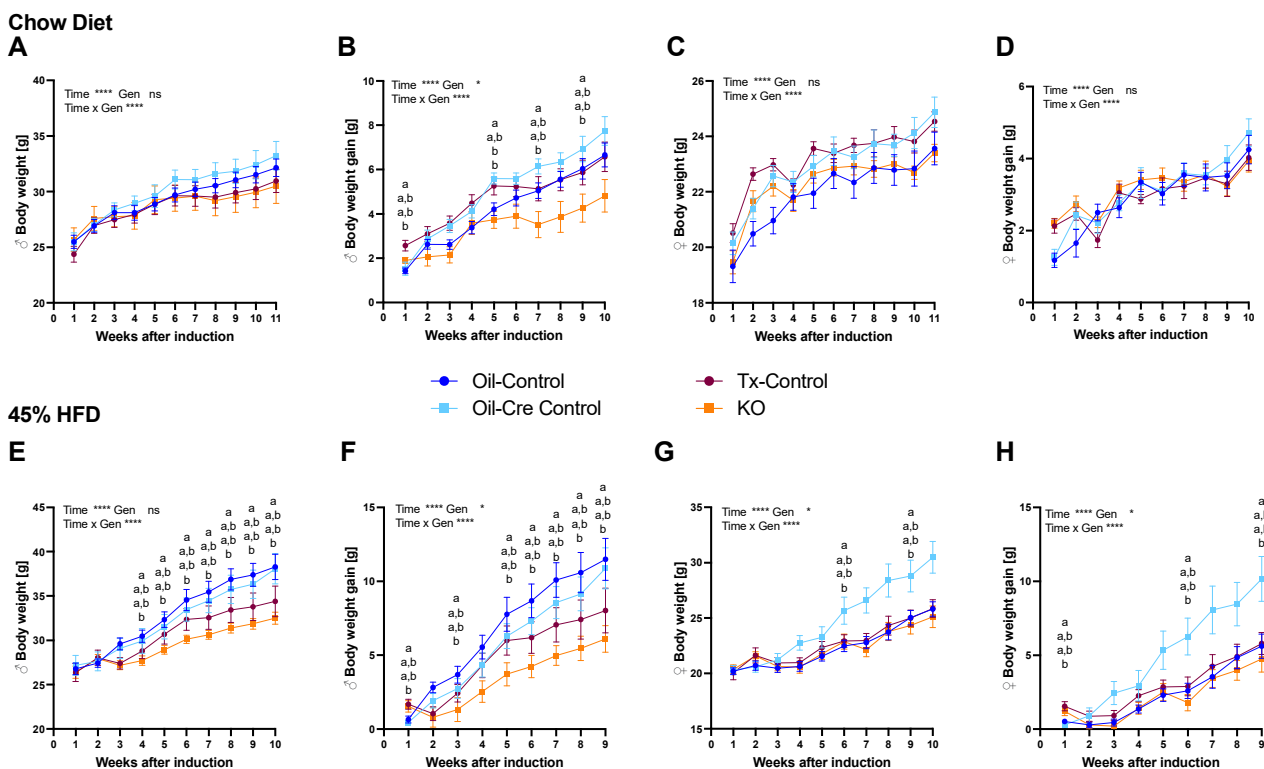 Chow Diet
A
B
C
D
Time **** Gen ns
Time x Gen ****
♂ Body weight [g]
40
35
30
25
20
0 1 2 3 4 5 6 7 8 9 10 11
Weeks after induction
Time **** Gen *
Time x Gen ****
a
a,b
a,b
b
a
a,b
b
b
a
a,b
a,b
b
a
a,b
a,b
b
♂ Body weight gain [g]
10
8
6
4
2
0
0 1 2 3 4 5 6 7 8 9 10
Weeks after induction
Time **** Gen ns
Time x Gen ****
♀ Body weight [g]
26
24
22
20
18
0 1 2 3 4 5 6 7 8 9 10 11
Weeks after induction
Time **** Gen ns
Time x Gen ****
♀ Body weight gain [g]
6
4
2
0
0 1 2 3 4 5 6 7 8 9 10
Weeks after induction
Oil-Control
Tx-Control
Oil-Cre Control
KO
45% HFD
E
F
G
H
Time **** Gen ns
Time x Gen ****
a
a,b
a,b
b
a
a,b
a,b
b
a
a,b
a,b
b
a
a,b
a,b
b
a
a,b
a,b
b
a
a,b
a,b
b
a
a,b
a,b
b
♂ Body weight [g]
45
40
35
30
25
20
0 1 2 3 4 5 6 7 8 9 10
Weeks after induction
Time **** Gen *
Time x Gen ****
a
a,b
a,b
b
a
a,b
a,b
b
a
a,b
a,b
b
a
a,b
a,b
b
a
a,b
a,b
b
a
a,b
a,b
b
a
a,b
a,b
b
♂ Body weight gain [g]
15
10
5
0
0 1 2 3 4 5 6 7 8 9
Weeks after induction
Time **** Gen *
Time x Gen ****
a
a,b
a,b
b
a
a,b
a,b
b
♀ Body weight [g]
35
30
25
20
15
0 1 2 3 4 5 6 7 8 9 10
Weeks after induction
Time **** Gen *
Time x Gen ****
a
a,b
a,b
b
a
a,b
a,b
b
a
a,b
a,b
b
♀ Body weight gain [g]
15
10
5
0
0 1 2 3 4 5 6 7 8 9
Weeks after induction